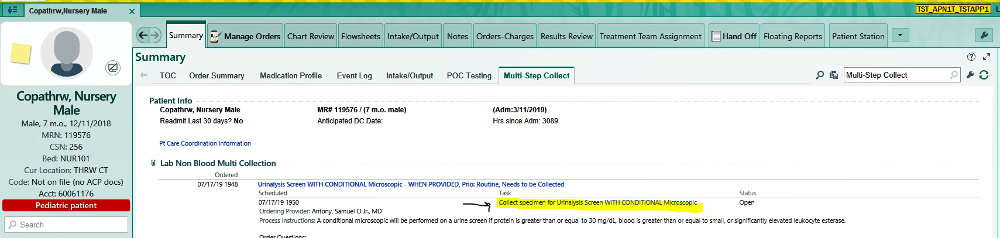 Copathrw,Nursery Male ×
TST_APN1T_TSTAPP1 L
Summary Manage Orders Chart Review Flowsheets Intake/Output Notes Orders-Charges Results Review Treatment Team Assignment Hand Off Floating Reports Patient Station
Summary
TOC Order Summary Medication Profile Event Log Intake/Output POC Testing Multi-Step Collect Multi-Step Collect
Copathrw, Nursery
Male
Male, 7 m.o., 12/11/2018
MRN: 119576
CSN: 256
Bed: NUR101
Cur Location: THRW CT
Code: Not on file (no ACP docs)
Acct: 60061176
Pediatric patient
Search
Patient Info
Copathrw, Nursery Male MR# 119576 / (7 m.o. male) (Adm:3/11/2019)
Readmit Last 30 days? No Anticipated DC Date: Hrs since Adm: 3089
Pt Care Coordination Information
Lab Non Blood Multi Collection
Ordered
07/17/19 1948 Urinalysis Screen WITH CONDITIONAL Microscopic - WHEN PROVIDED, Prio: Routine, Needs to be Collected
Scheduled Task Status
07/17/19 1950 Collect specimen for Urinalysis Screen WITH CONDITIONAL Microscopic Open
Ordering Provider: Antony, Samuel O Jr., MD
Process Instructions: A conditional microscopic will be performed on a urine screen if protein is greater than or equal to 30 mg/dL, blood is greater than or equal to small, or significantly elevated leukocyte esterase.
Order Questions: